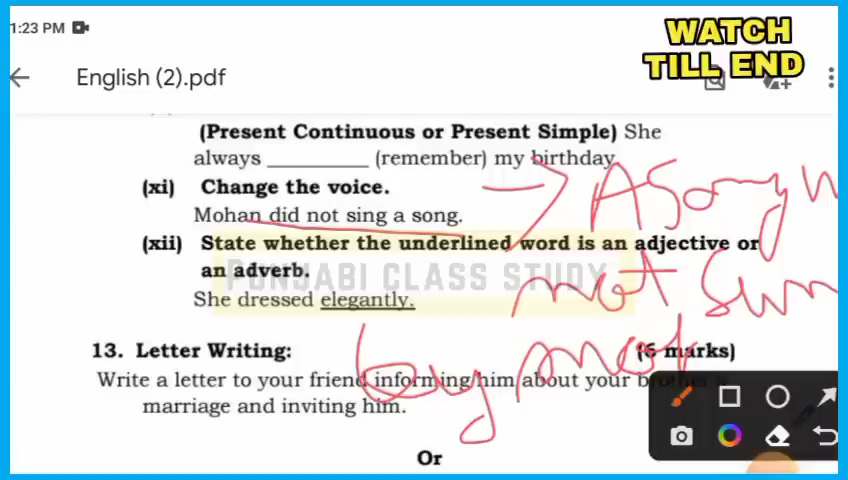 1:23 PM
WATCH
TILL END
English (2).pdf
(Present Continuous or Present Simple) She
always __________ (remember) my birthday
(xi) Change the voice.
Mohan did not sing a song.
(xii) State whether the underlined word is an adjective or
an adverb.
She dressed elegantly.
PUNJABI CLASS STUDY
A Song w
not Sun
by mo
13. Letter Writing: (6 marks)
Write a letter to your friend informing him about your brother's
marriage and inviting him.
Or